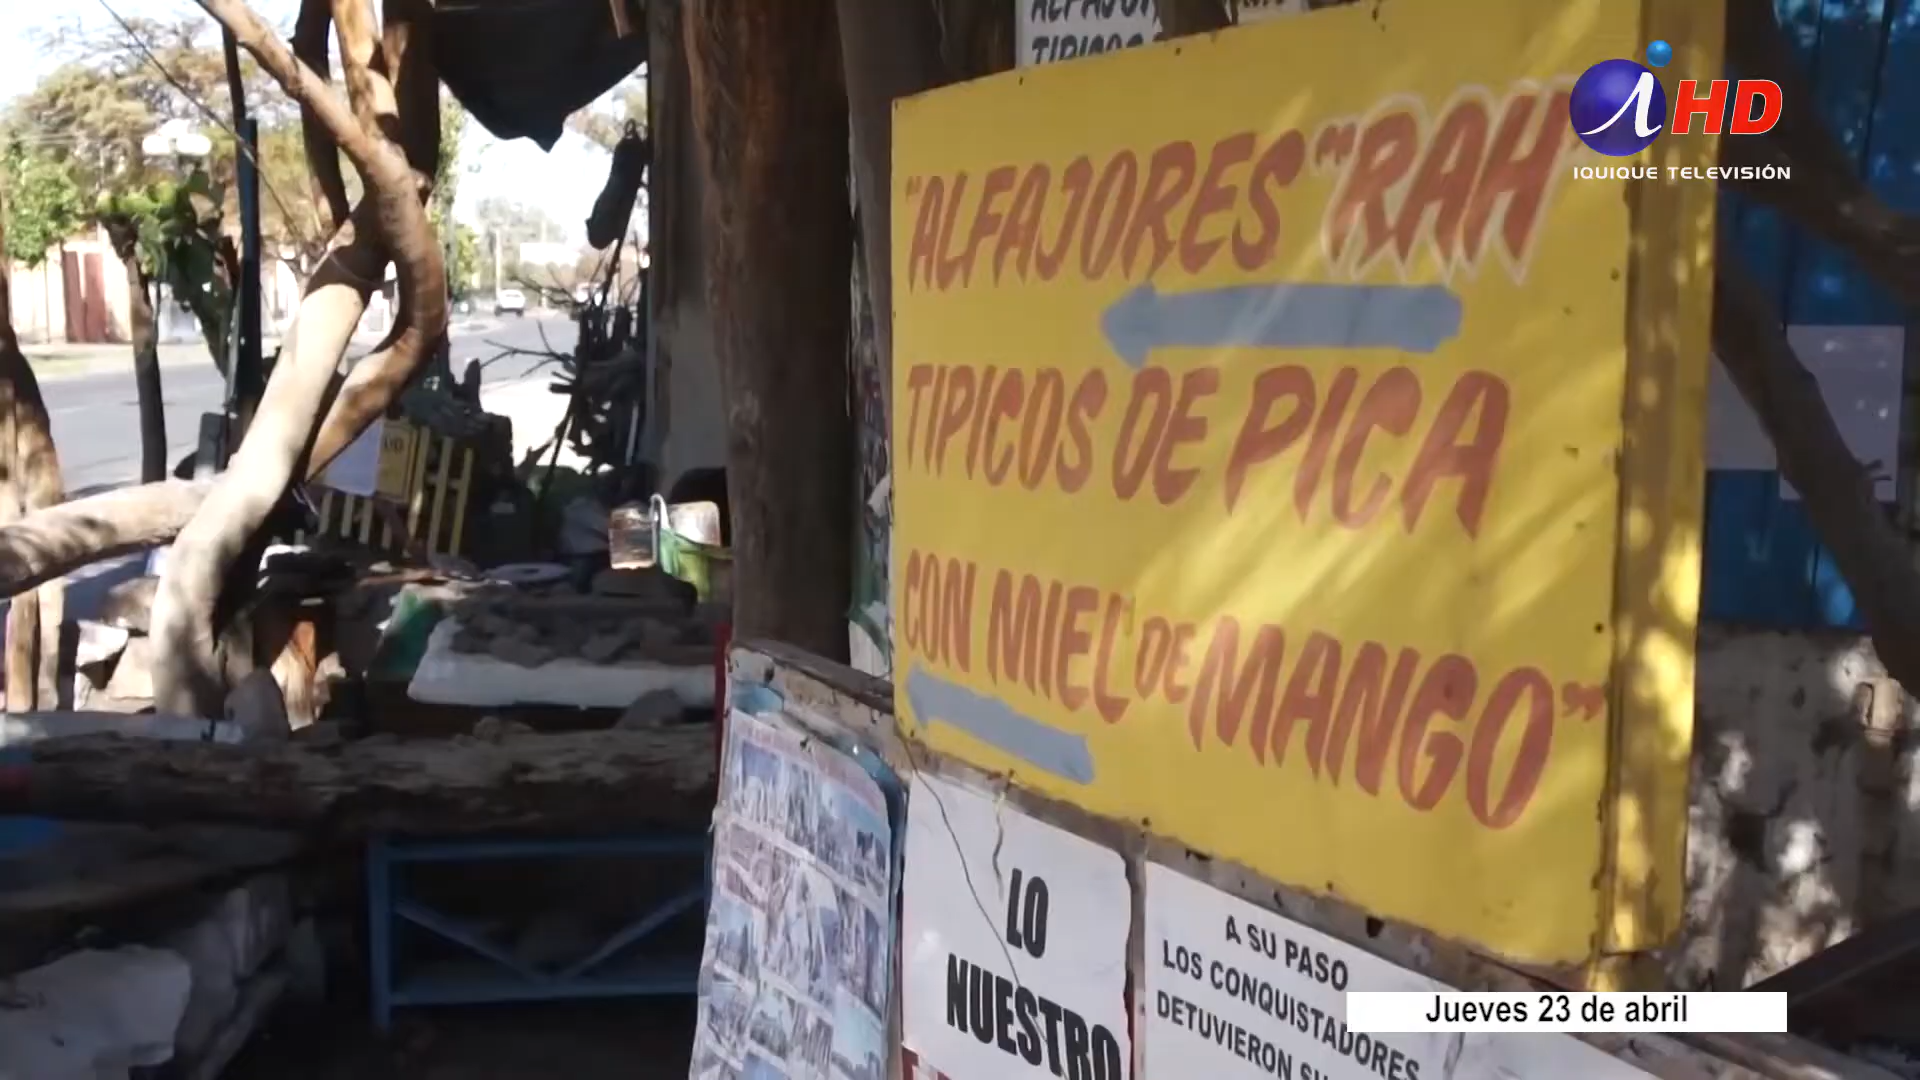 TIPICOS
"ALFAJORES "RAH"
TIPICOS DE PICA
CON MIEL DE MANGO"
LO
NUESTRO
A SU PASO
LOS CONQUISTADORES
DETUVIERON
HD
IQUIQUE TELEVISIÓN
Jueves 23 de abril